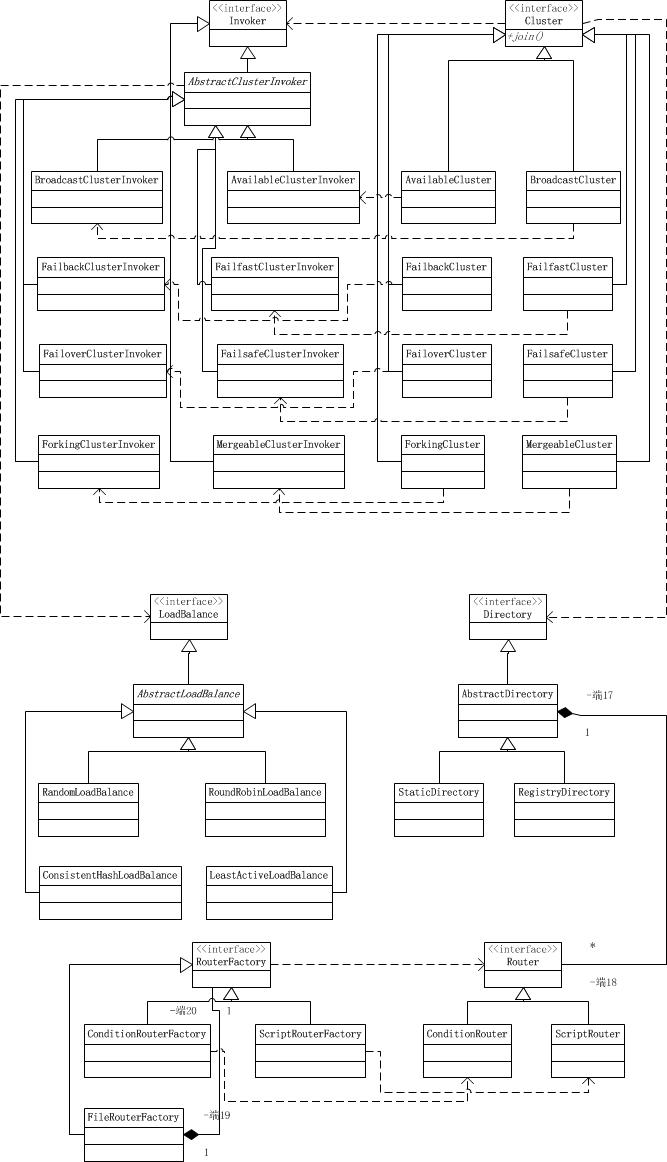 <<interface>>
Invoker
<<interface>>
Cluster
+join()
AbstractClusterInvoker
BroadcastClusterInvoker
AvailableClusterInvoker
AvailableCluster
BroadcastCluster
FailbackClusterInvoker
FailfastClusterInvoker
FailbackCluster
FailfastCluster
FailoverClusterInvoker
FailsafeClusterInvoker
FailoverCluster
FailsafeCluster
ForkingClusterInvoker
MergeableClusterInvoker
ForkingCluster
MergeableCluster
<<interface>>
LoadBalance
<<interface>>
Directory
AbstractLoadBalance
AbstractDirectory
-端17
1
RandomLoadBalance
RoundRobinLoadBalance
StaticDirectory
RegistryDirectory
ConsistentHashLoadBalance
LeastActiveLoadBalance
<<interface>>
RouterFactory
<<interface>>
Router
*
-端18
-端20
1
ConditionRouterFactory
ScriptRouterFactory
ConditionRouter
ScriptRouter
FileRouterFactory
-端19
1